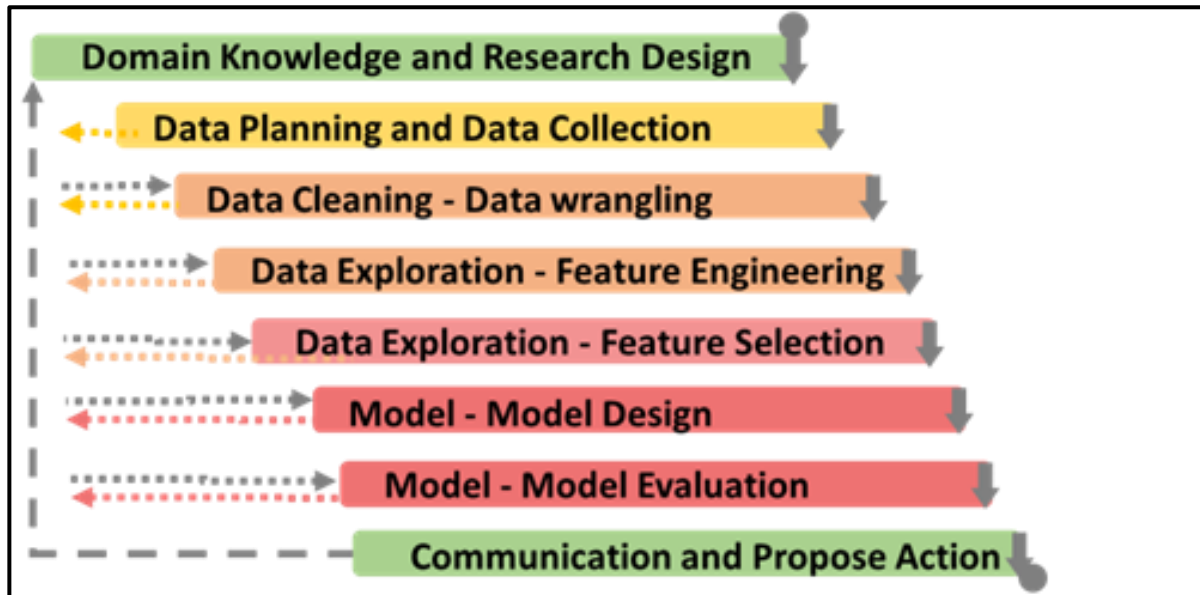 Domain Knowledge and Research Design
Data Planning and Data Collection
Data Cleaning - Data wrangling
Data Exploration - Feature Engineering
Data Exploration - Feature Selection
Model - Model Design
Model - Model Evaluation
Communication and Propose Action